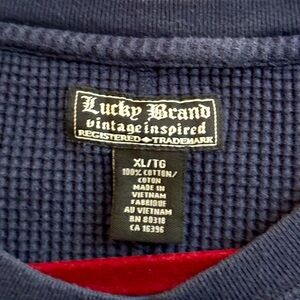 Lucky Brand
vintage inspired
REGISTERED TRADEMARK
XL/TG
100% COTTON/
COTON
MADE IN
VIETNAM
FABRIQUE
AU VIETNAM
RN 80318
CA 16396